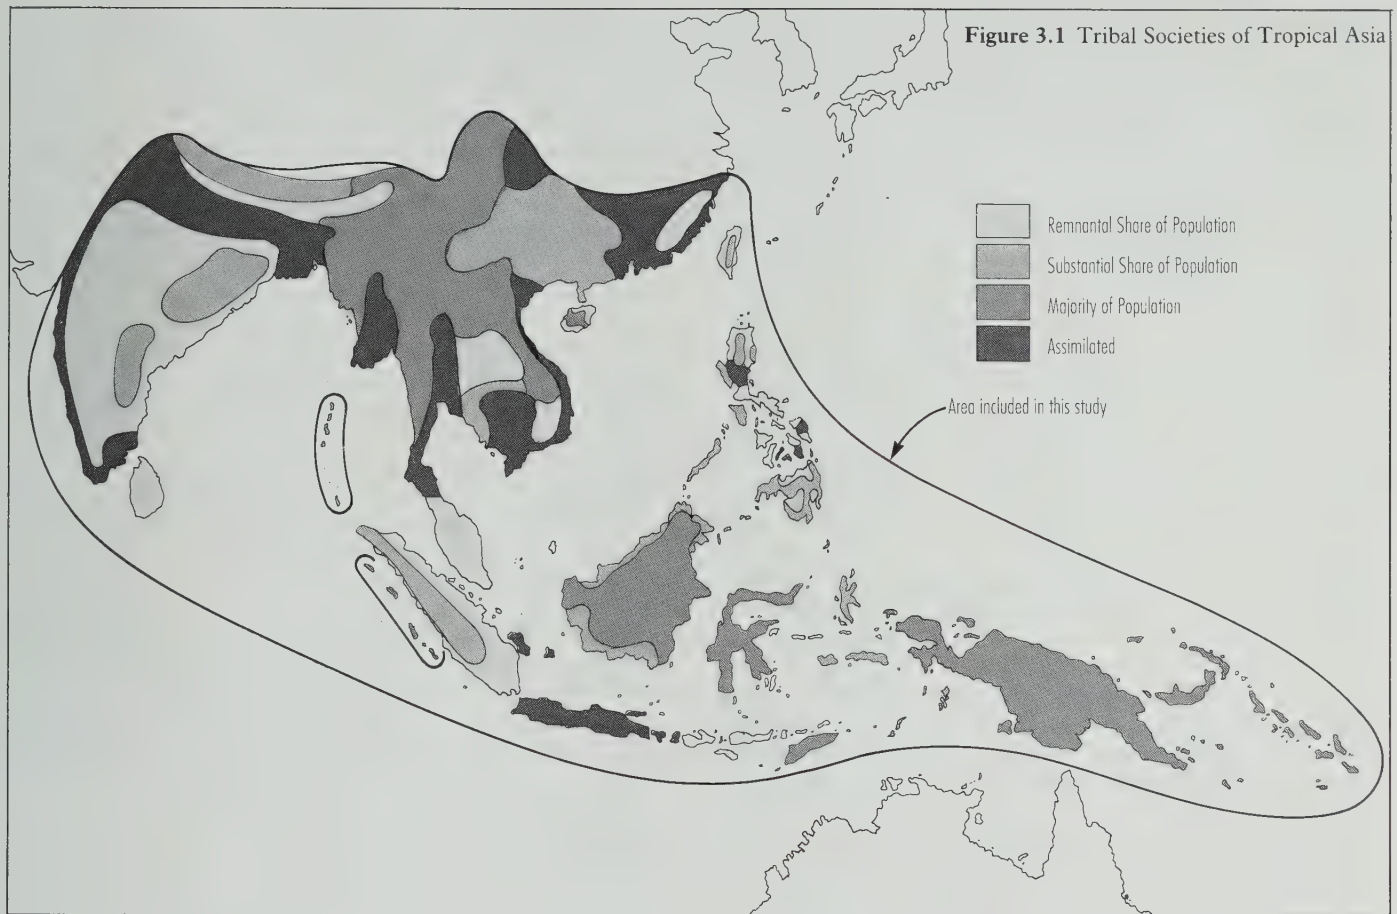 Figure 3.1 Tribal Societies of Tropical Asia
Remnantal Share of Population
Substantial Share of Population
Majority of Population
Assimilated
Area included in this study